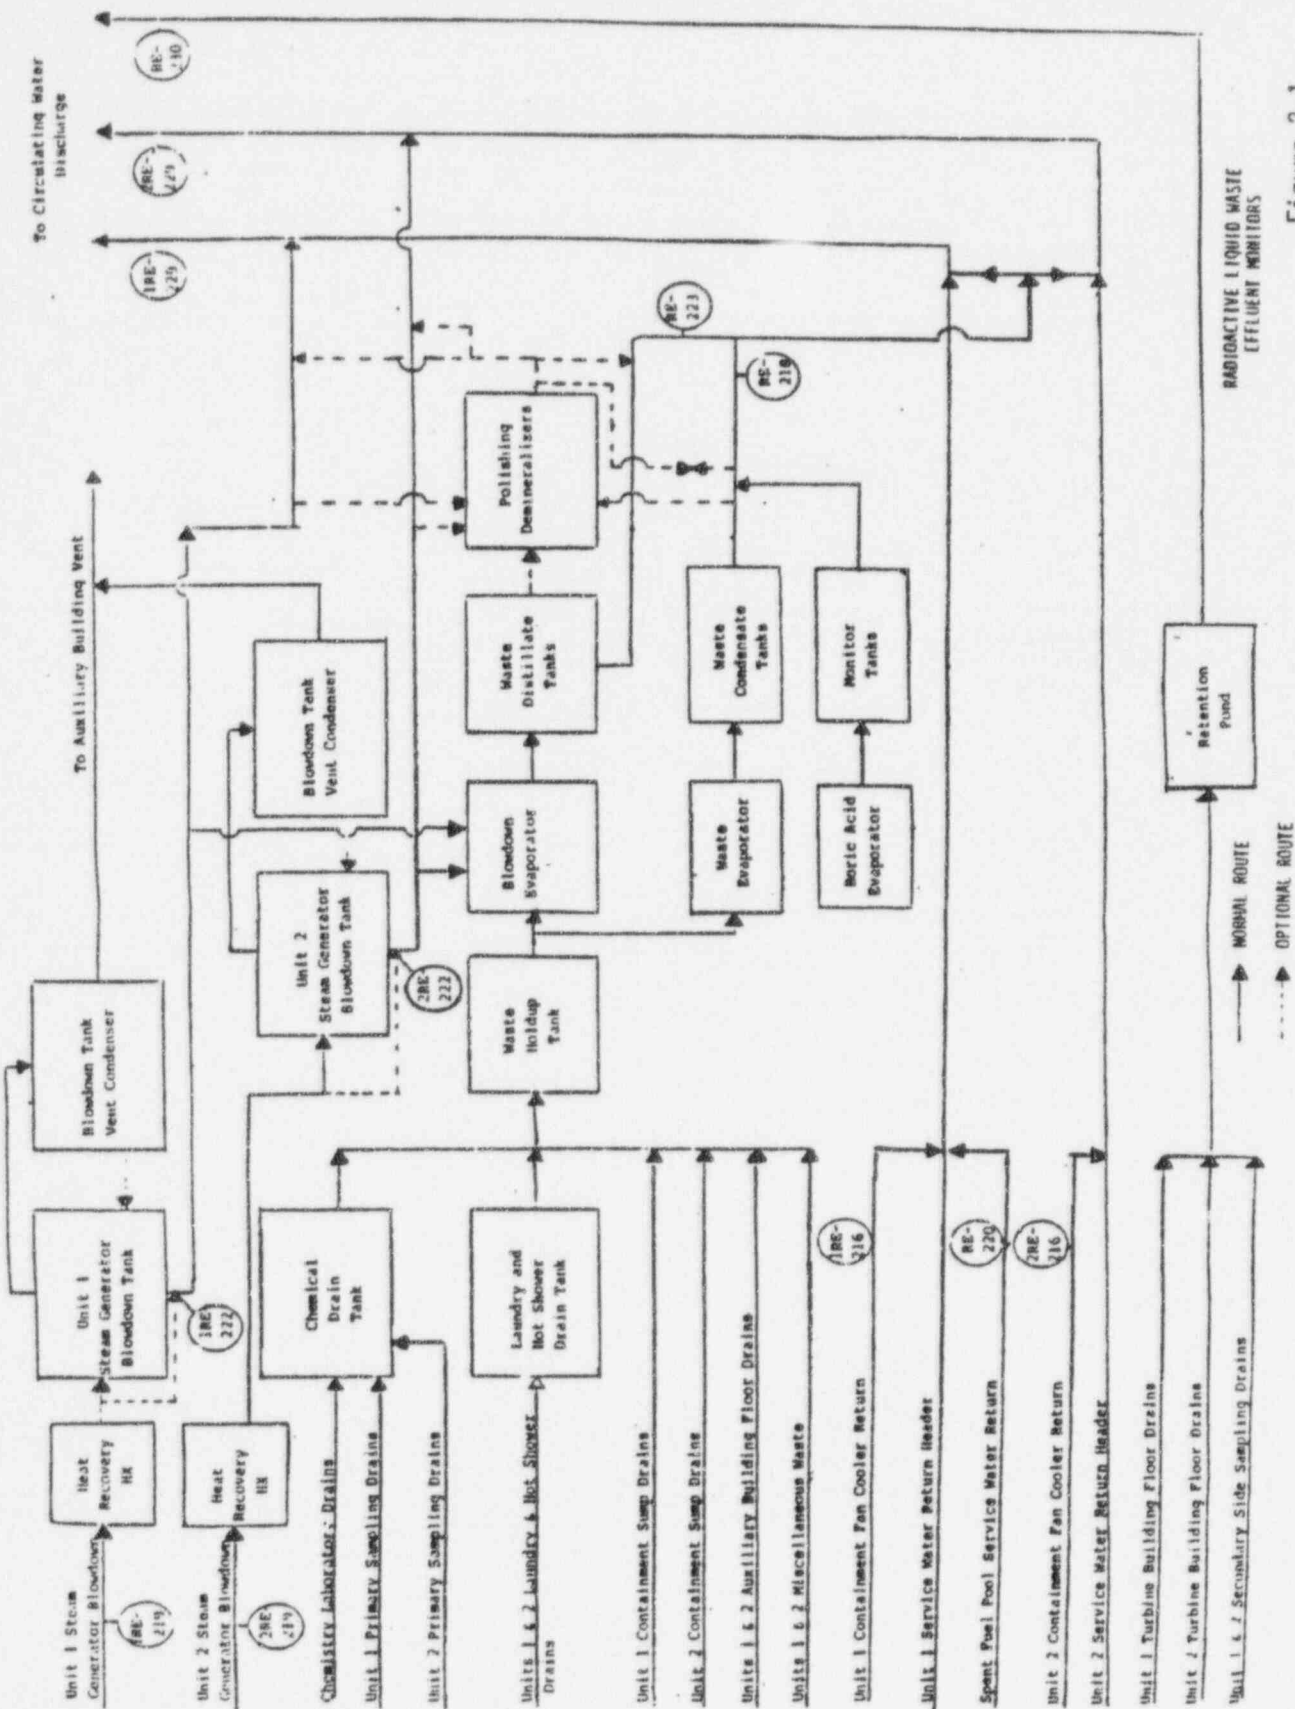 To Circulating Water
Discharge
RE-
230
2RE-
229
1RE-
229
To Auxiliary Building Vent
Blowdown Tank
Vent Condenser
Unit 1
Steam Generator
Blowdown Tank
1RE-
222
Heat
Recovery
HX
Unit 1 Steam
Generator Blowdown
1RE-
219
Blowdown Tank
Vent Condenser
Unit 2
Steam Generator
Blowdown Tank
2RE-
222
Heat
Recovery
HX
Unit 2 Steam
Generator Blowdown
2RE-
219
Chemical
Drain
Tank
Chemistry Laboratory Drains
Unit 1 Primary Sampling Drains
Unit 2 Primary Sampling Drains
Polishing
Demineralizers
Waste
Distillate
Tanks
Blowdown
Evaporator
Waste
Holdup
Tank
Laundry and
Hot Shower
Drain Tank
Units 1 & 2 Laundry & Hot Shower
Drains
RE-
223
RE-
218
Waste
Condensate
Tanks
Waste
Evaporator
Monitor
Tanks
Boric Acid
Evaporator
Unit 1 Containment Sump Drains
Unit 2 Containment Sump Drains
Units 1 & 2 Auxiliary Building Floor Drains
Units 1 & 2 Miscellaneous Waste
1RE-
216
Unit 1 Containment Fan Cooler Return
Unit 1 Service Water Return Header
RE-
220
Spent Fuel Pool Service Water Return
2RE-
216
Unit 2 Containment Fan Cooler Return
Unit 2 Service Water Return Header
Retention
Pond
Unit 1 Turbine Building Floor Drains
Unit 2 Turbine Building Floor Drains
Unit 1 & 2 Secondary Side Sampling Drains
NORMAL ROUTE
OPTIONAL ROUTE
RADIOACTIVE LIQUID WASTE
EFFLUENT MONITORS